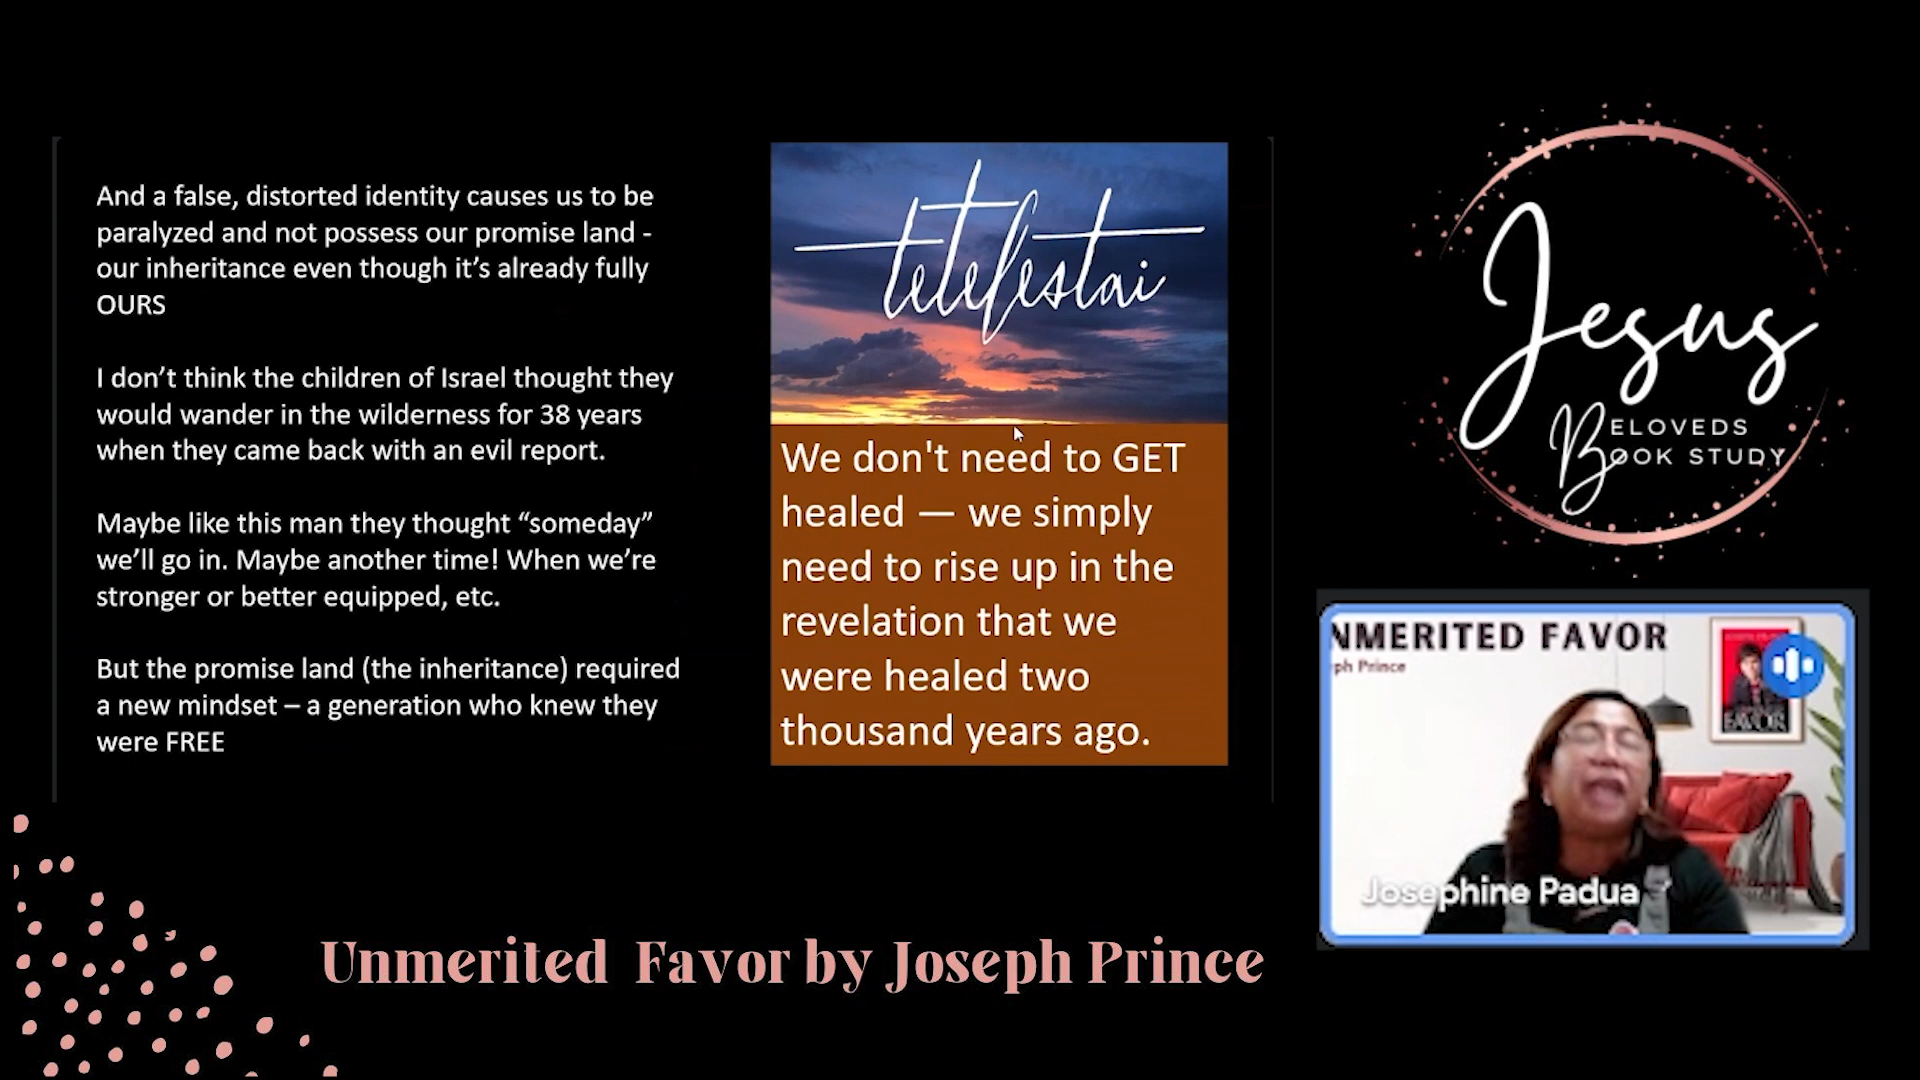 And a false, distorted identity causes us to be
paralyzed and not possess our promise land -
our inheritance even though it’s already fully
OURS
I don’t think the children of Israel thought they
would wander in the wilderness for 38 years
when they came back with an evil report.
Maybe like this man they thought “someday”
we’ll go in. Maybe another time! When we’re
stronger or better equipped, etc.
But the promise land (the inheritance) required
a new mindset – a generation who knew they
were FREE
tetelestai
We don't need to GET
healed — we simply
need to rise up in the
revelation that we
were healed two
thousand years ago.
Jesus
BELOVEDS
BOOK STUDY
NMERITED FAVOR
ph Prince
FAVOR
Josephine Padua
Unmerited Favor by Joseph Prince